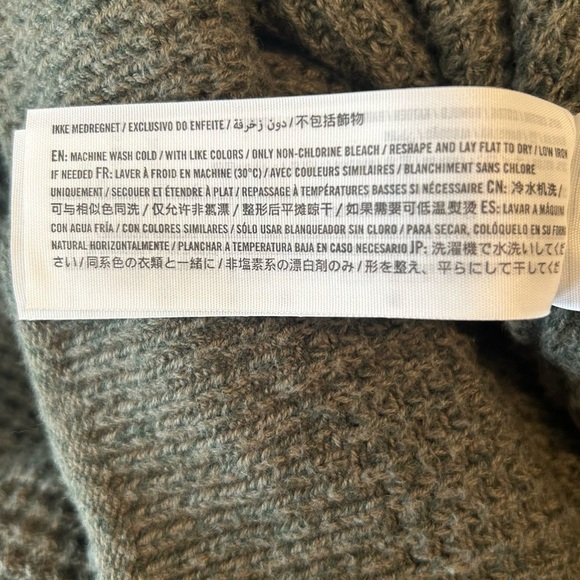 IKKE MEDREGNET / EXCLUSIVO DO ENFEITE / دون زخرفة / 不包括飾物
EN: MACHINE WASH COLD / WITH LIKE COLORS / ONLY NON-CHLORINE BLEACH / RESHAPE AND LAY FLAT TO DRY / LOW IRON
IF NEEDED FR: LAVER À FROID EN MACHINE (30°C) / AVEC COULEURS SIMILAIRES / BLANCHIMENT SANS CHLORE
UNIQUEMENT / SECOUER ET ÉTENDRE À PLAT / REPASSAGE À TEMPÉRATURES BASSES SI NÉCESSAIRE CN: 冷水机洗 /
可与相似色同洗 / 仅允许非氯漂 / 整形后平摊晾干 / 如果需要可低温熨烫 ES: LAVAR A MÁQUIN
CON AGUA FRÍA / CON COLORES SIMILARES / SÓLO USAR BLANQUEADOR SIN CLORO / PARA SECAR, COLÓQUELO EN SU FORM
NATURAL HORIZONTALMENTE / PLANCHAR A TEMPERATURA BAJA EN CASO NECESARIO JP: 洗濯機で水洗いしてくだ
さい / 同系色の衣類と一緒に / 非塩素系の漂白剤のみ / 形を整え、平らにして干してくだ